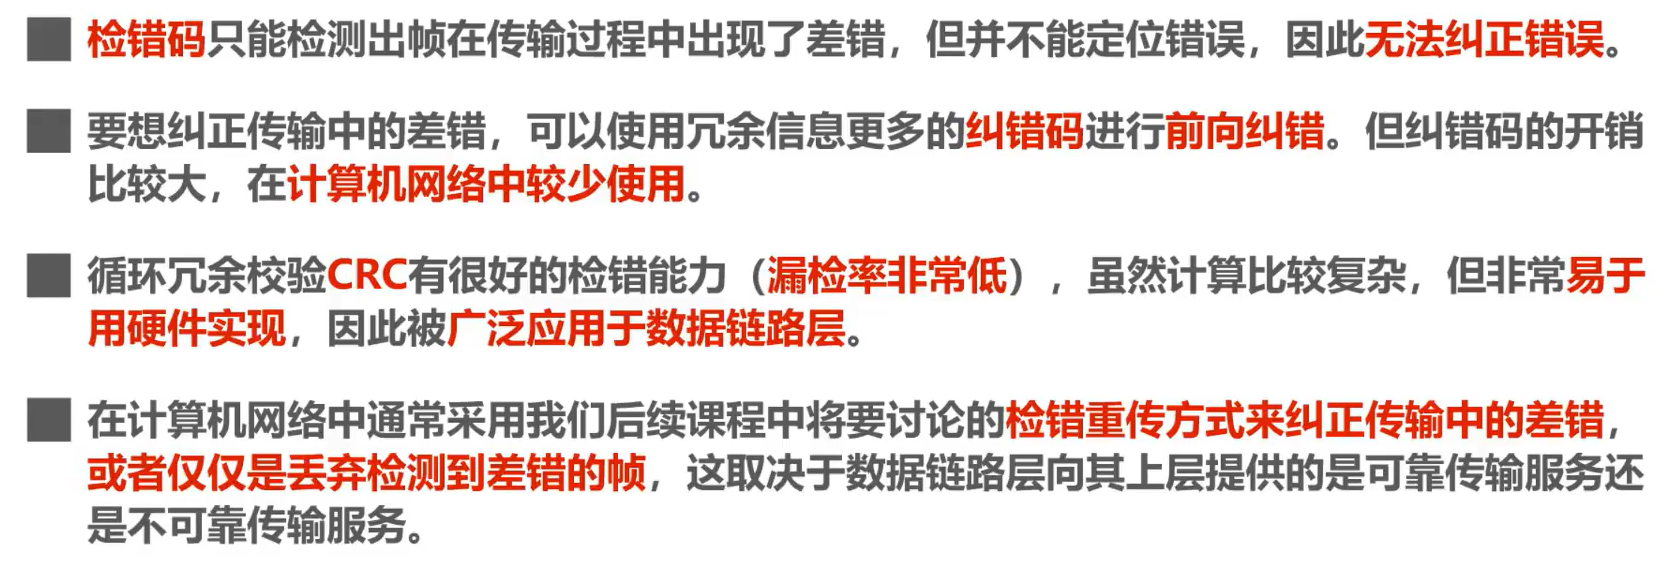 检错码只能检测出帧在传输过程中出现了差错，但并不能定位错误，因此无法纠正错误。
要想纠正传输中的差错，可以使用冗余信息更多的纠错码进行前向纠错。但纠错码的开销
比较大，在计算机网络中较少使用。
循环冗余校验CRC有很好的检错能力（漏检率非常低），虽然计算比较复杂，但非常易于
用硬件实现，因此被广泛应用于数据链路层。
在计算机网络中通常采用我们后续课程中将要讨论的检错重传方式来纠正传输中的差错，
或者仅仅是丢弃检测到差错的帧，这取决于数据链路层向其上层提供的是可靠传输服务还
是不可靠传输服务。